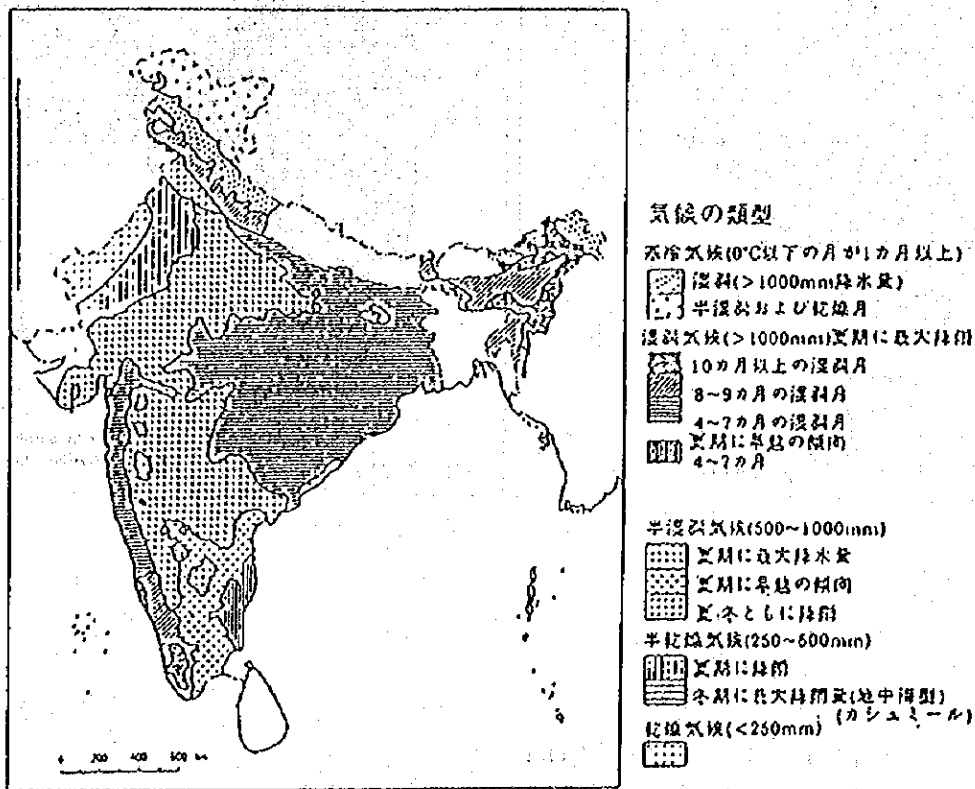 気候の類型
寒冷気候(0°C以下の月が1カ月以上)
湿潤(>1000mm降水量)
半湿潤および乾燥月
湿潤気候(>1000mm)夏期に最大降雨
10カ月以上の湿潤月
8~9カ月の湿潤月
4~7カ月の湿潤月
夏期に旱魃の傾向
4~7カ月
半湿潤気候(500~1000mm)
夏期に最大降水量
夏期に旱魃の傾向
夏冬ともに降雨
半乾燥気候(250~600mm)
夏期に降雨
冬期に最大降雨量(地中海型)
(カシュミール)
乾燥気候(<250mm)
0 200 400 600 km